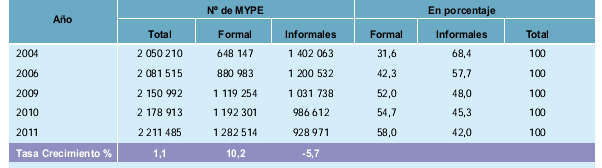 Año Nº de MYPE En porcentaje
Total Formal Informales Formal Informales Total
2004 2 050 210 648 147 1 402 063 31,6 68,4 100
2006 2 081 515 880 983 1 200 532 42,3 57,7 100
2009 2 150 992 1 119 254 1 031 738 52,0 48,0 100
2010 2 178 913 1 192 301 986 612 54,7 45,3 100
2011 2 211 485 1 282 514 928 971 58,0 42,0 100
Tasa Crecimiento % 1,1 10,2 -5,7